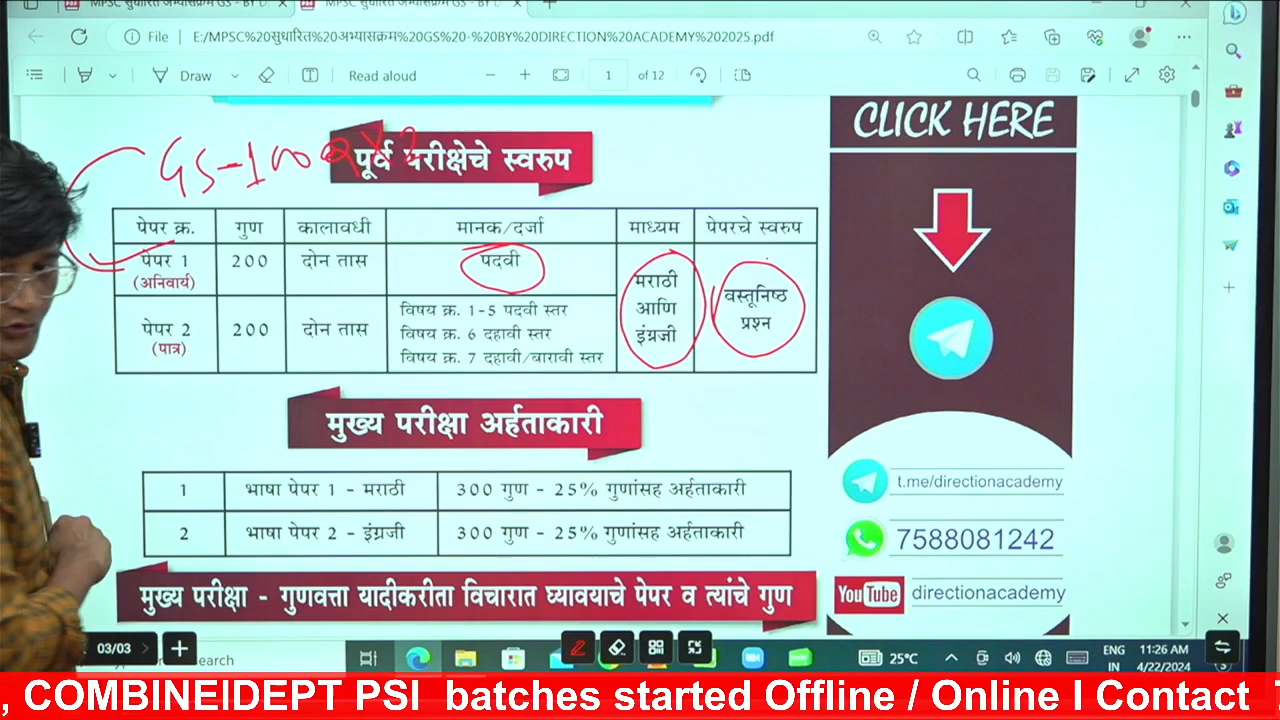 MPSC सुधारित अभ्यासक्रम GS - BY D
MPSC सुधारित अभ्यासक्रम GS - BY D
File E:/MPSC%20सुधारित%20अभ्यासक्रम%20GS%20-%20BY%20DIRECTION%20ACADEMY%202025.pdf
Draw Read aloud 1 of 12
CLICK HERE
GS-100Q×2
पूर्व परीक्षेचे स्वरुप
पेपर क्र. गुण कालावधी मानक/दर्जा माध्यम पेपरचे स्वरुप
पेपर 1 (अनिवार्य) 200 दोन तास पदवी
मराठी आणि इंग्रजी
वस्तूनिष्ठ प्रश्न
पेपर 2 (पात्र) 200 दोन तास
विषय क्र. 1-5 पदवी स्तर
विषय क्र. 6 दहावी स्तर
विषय क्र. 7 दहावी/बारावी स्तर
मुख्य परीक्षा अर्हताकारी
1 भाषा पेपर 1 - मराठी 300 गुण - 25% गुणांसह अर्हताकारी
2 भाषा पेपर 2 - इंग्रजी 300 गुण - 25% गुणांसह अर्हताकारी
मुख्य परीक्षा - गुणवत्ता यादीकरीता विचारात घ्यावयाचे पेपर व त्यांचे गुण
t.me/directionacademy
7588081242
YouTube directionacademy
03/03
search
25°C ENG IN 11:26 AM 4/22/2024
, COMBINE|DEPT PSI batches started Offline / Online I Contact